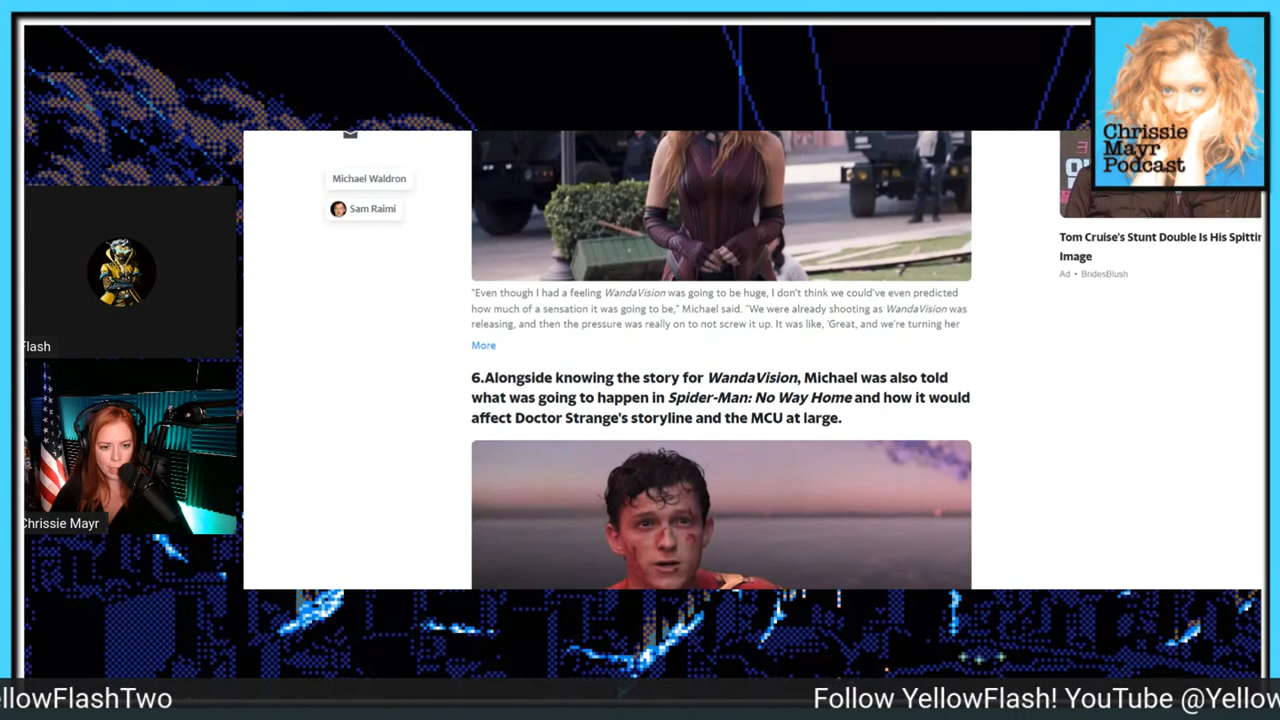 Chrissie
Mayr
Podcast
Michael Waldron
Sam Raimi
Flash
Chrissie Mayr
"Even though I had a feeling WandaVision was going to be huge, I don't think we could've even predicted
how much of a sensation it was going to be," Michael said. "We were already shooting as WandaVision was
releasing, and then the pressure was really on to not screw it up. It was like, 'Great, and we're turning her
More
6.Alongside knowing the story for WandaVision, Michael was also told
what was going to happen in Spider-Man: No Way Home and how it would
affect Doctor Strange's storyline and the MCU at large.
Tom Cruise's Stunt Double Is His Spittin
Image
Ad • BridesBlush
ellowFlashTwo
Follow YellowFlash! YouTube @Yellow